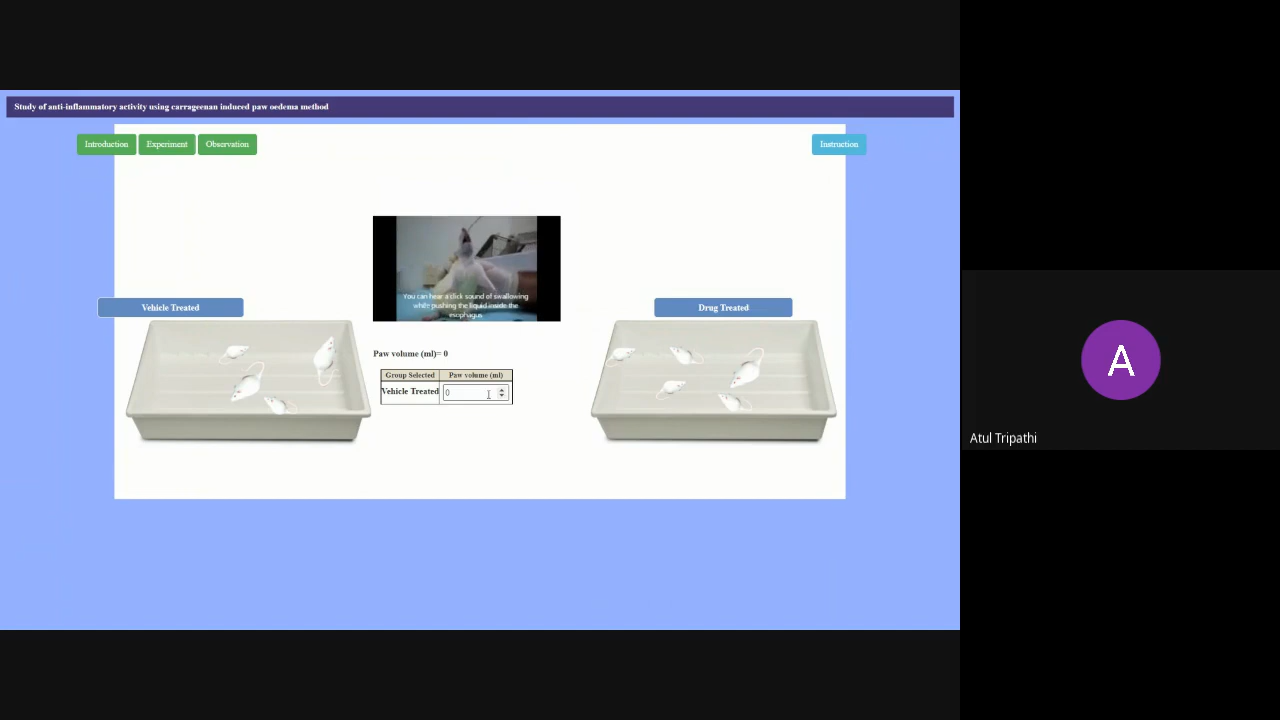 Study of anti-inflammatory activity using carrageenan induced paw oedema method
Introduction Experiment Observation Instruction
You can hear a click sound of swallowing
while pushing the liquid inside the
esophagus
Vehicle Treated
Drug Treated
Paw volume (ml)= 0
Group Selected Paw volume (ml)
Vehicle Treated 0
A
Atul Tripathi